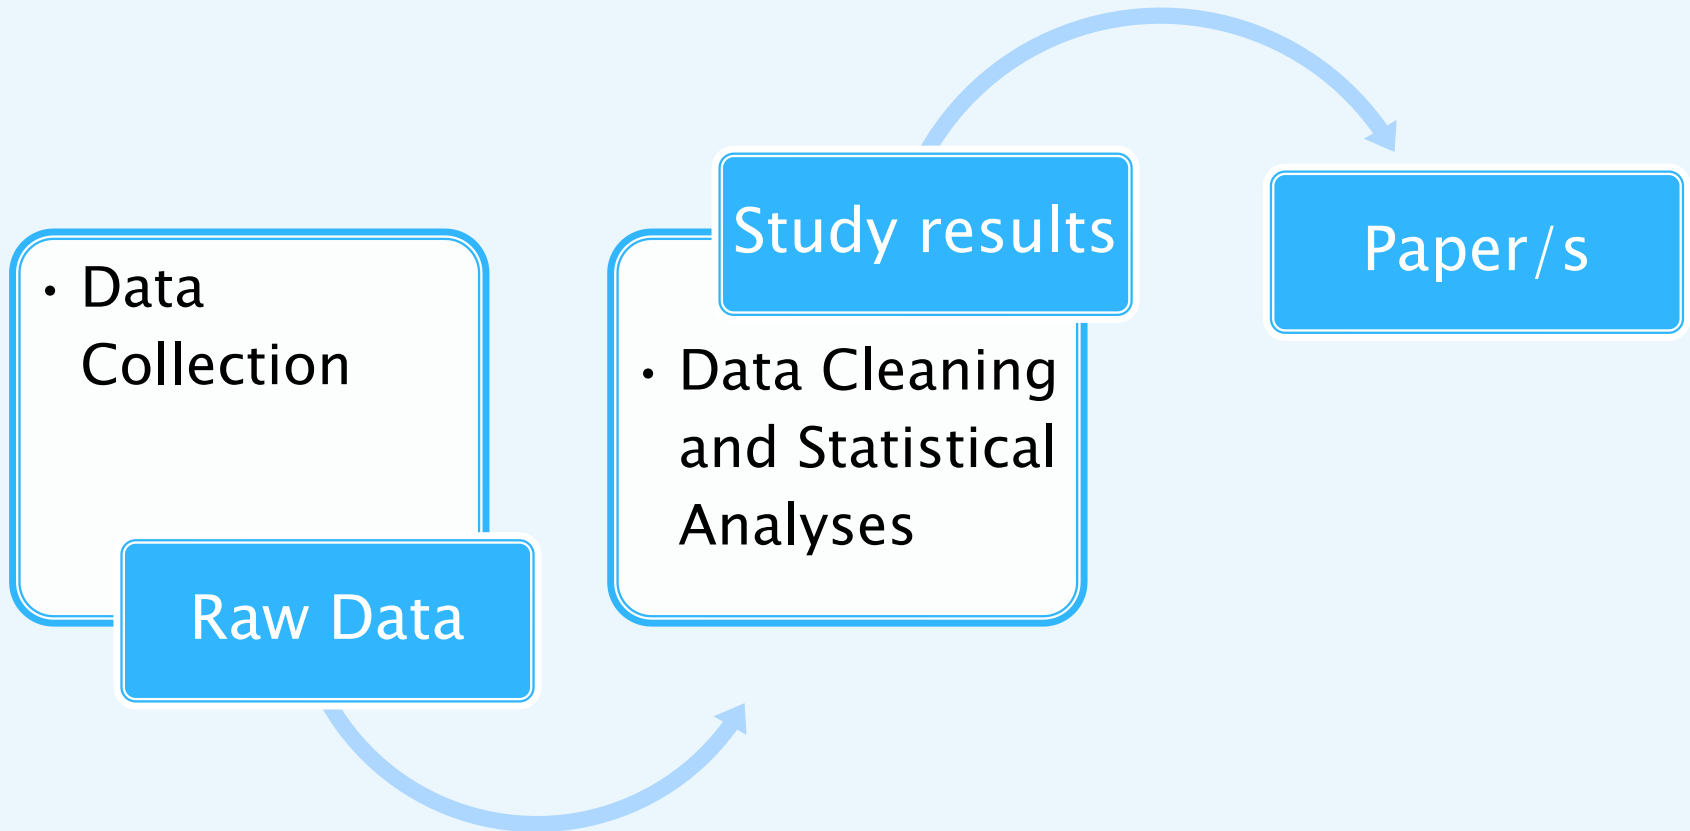 • Data
Collection
Raw Data
Study results
• Data Cleaning
and Statistical
Analyses
Paper/s